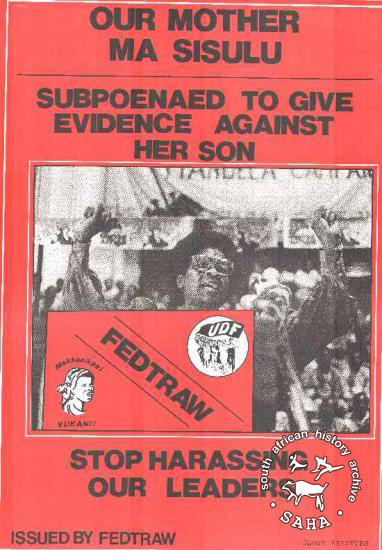 OUR MOTHER
MA SISULU
SUBPOENAED TO GIVE
EVIDENCE AGAINST
HER SON
MANDELA
FEDTRAW
UDF
Makhosikazi
VUKANI!
STOP HARASSING
OUR LEADERS
south african history archive
SAHA
ISSUED BY FEDTRAW